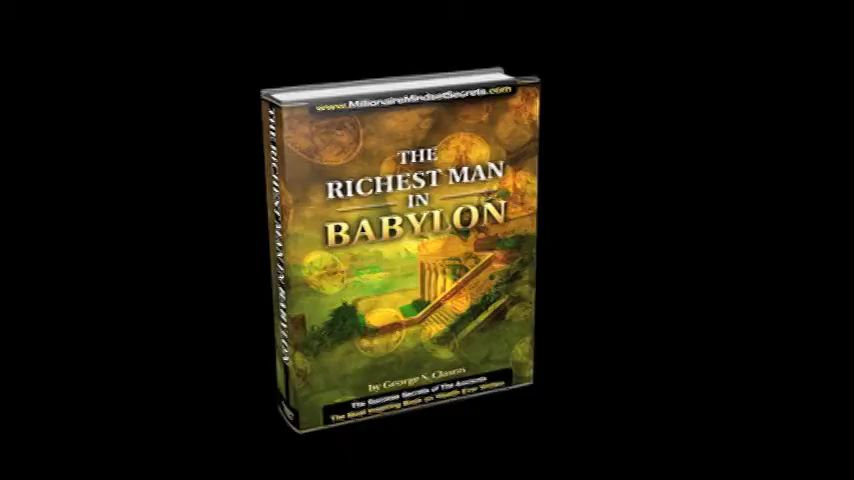 www.MillionaireMindsetSecrets.com
THE
RICHEST MAN
IN
BABYLON
by George S. Clason
The Success Secrets of The Ancients
The Most Inspiring Book on Wealth Ever Written
THE RICHEST MAN IN BABYLON